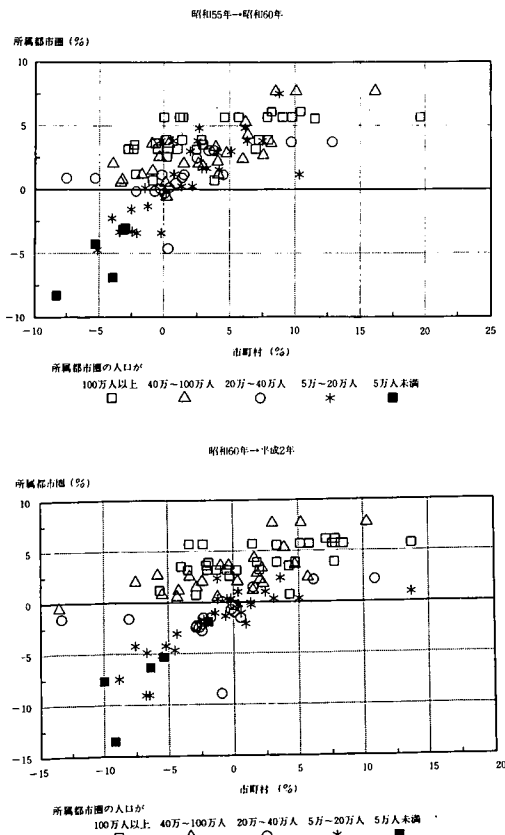 昭和55年→昭和60年
所属都市圏 (%)
10
5
0
−5
−10
−10 −5 0 5 10 15 20 25
市町村 (%)
所属都市圏の人口が
100万人以上 40万~100万人 20万~40万人 5万~20万人 5万人未満
昭和60年→平成2年
所属都市圏 (%)
10
5
0
−5
−10
−15
−15 −10 −5 0 5 10 15 20
市町村 (%)
所属都市圏の人口が
100万人以上 40万~100万人 20万~40万人 5万~20万人 5万人未満